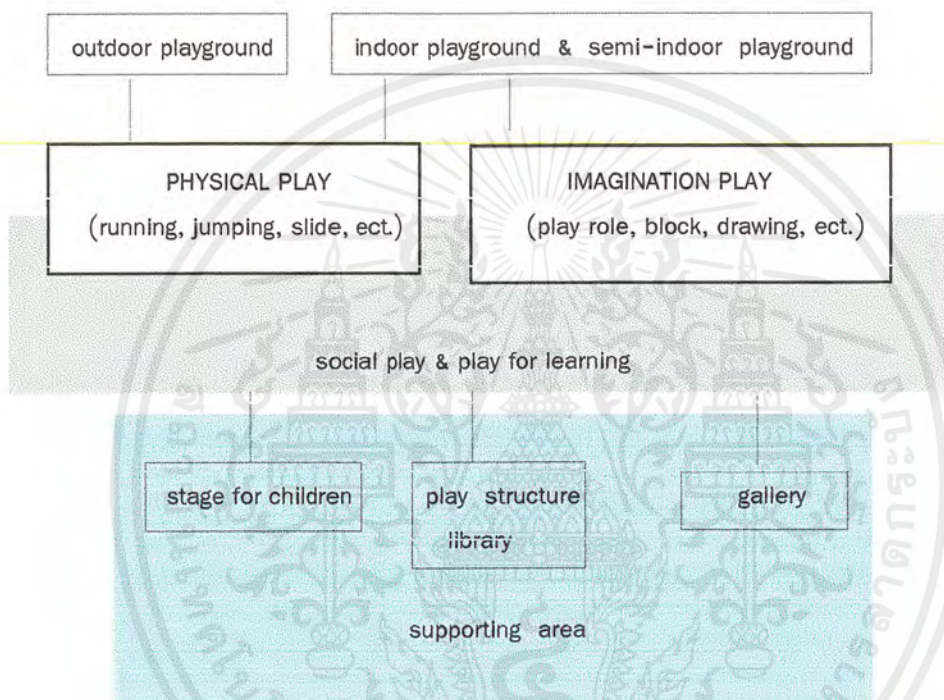 outdoor playground
indoor playground & semi-indoor playground
PHYSICAL PLAY
(running, jumping, slide, ect.)
IMAGINATION PLAY
(play role, block, drawing, ect.)
social play & play for learning
stage for children
play structure
library
gallery
supporting area